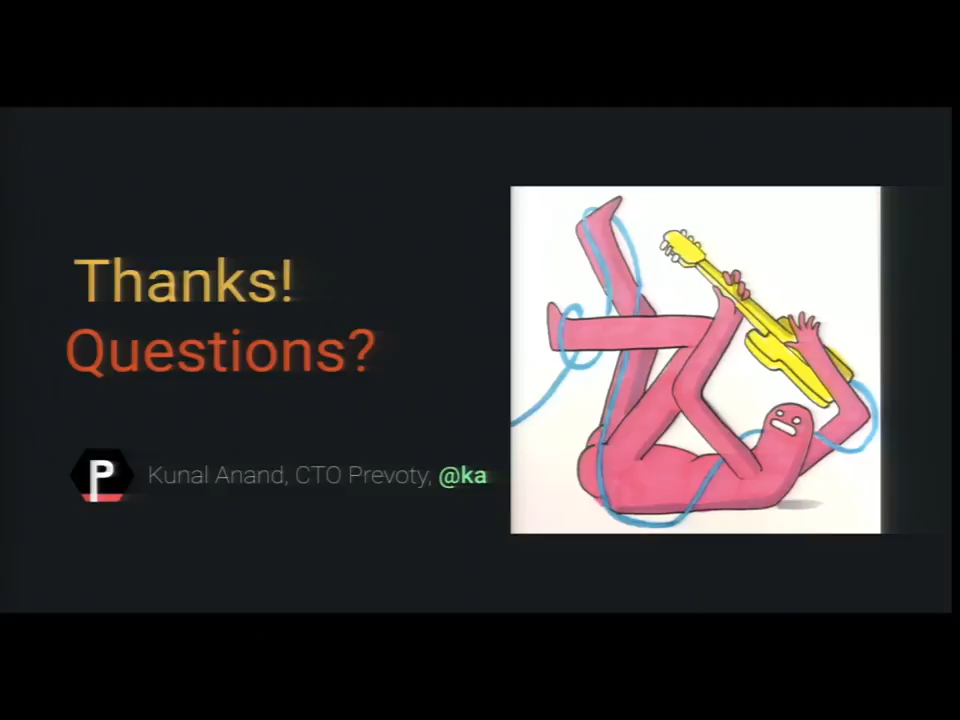 Thanks!
Questions?
P
Kunal Anand, CTO Prevoty, @ka